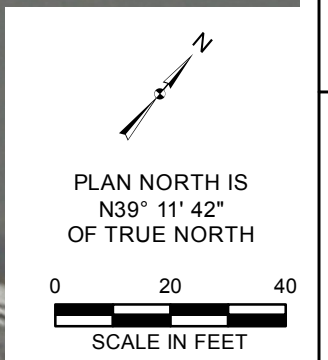 N
PLAN NORTH IS
N39° 11' 42"
OF TRUE NORTH
0 20 40
SCALE IN FEET